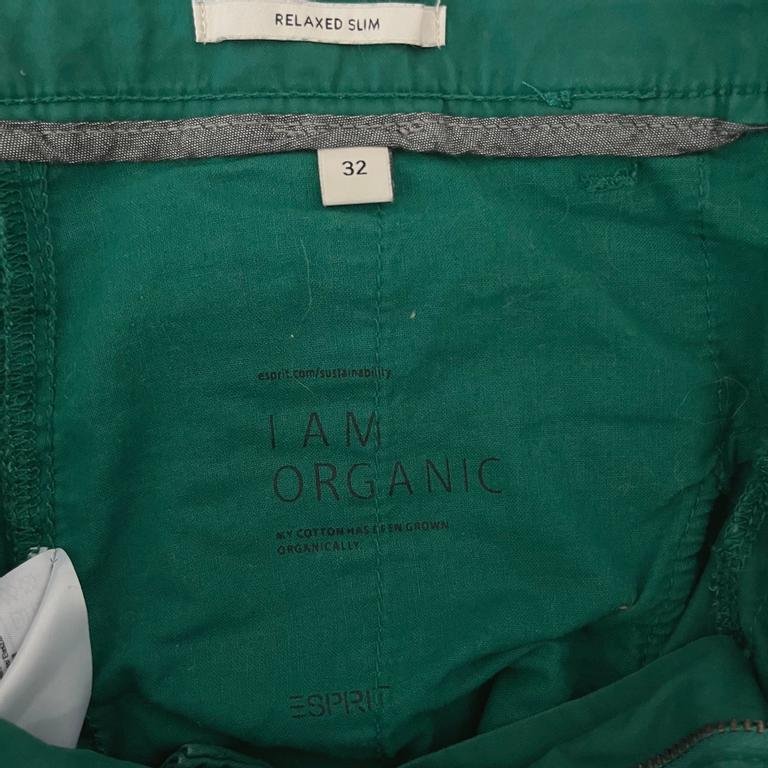 RELAXED SLIM
32
esprit.com/sustainability
I AM
ORGANIC
MY COTTON HAS BEEN GROWN
ORGANICALLY.
ESPRIT